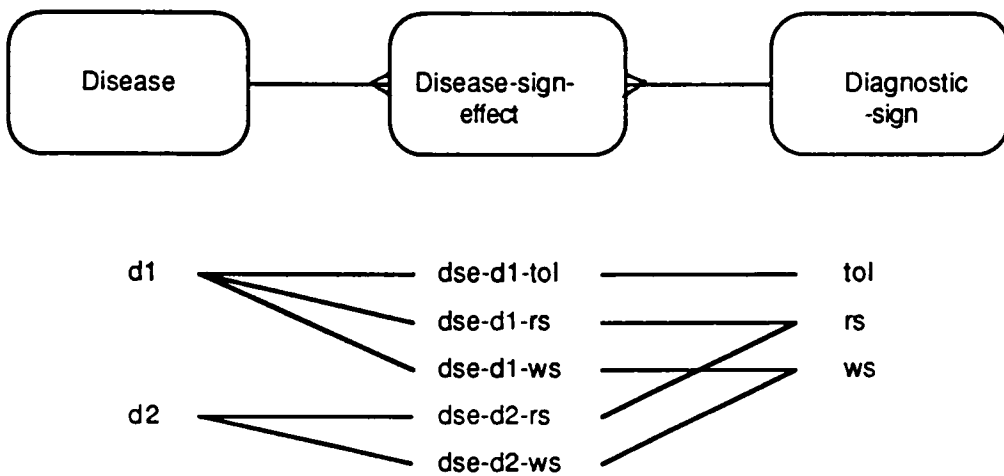 Disease
Disease-sign-
effect
Diagnostic
-sign
d1
dse-d1-tol
tol
dse-d1-rs
rs
dse-d1-ws
ws
d2
dse-d2-rs
dse-d2-ws